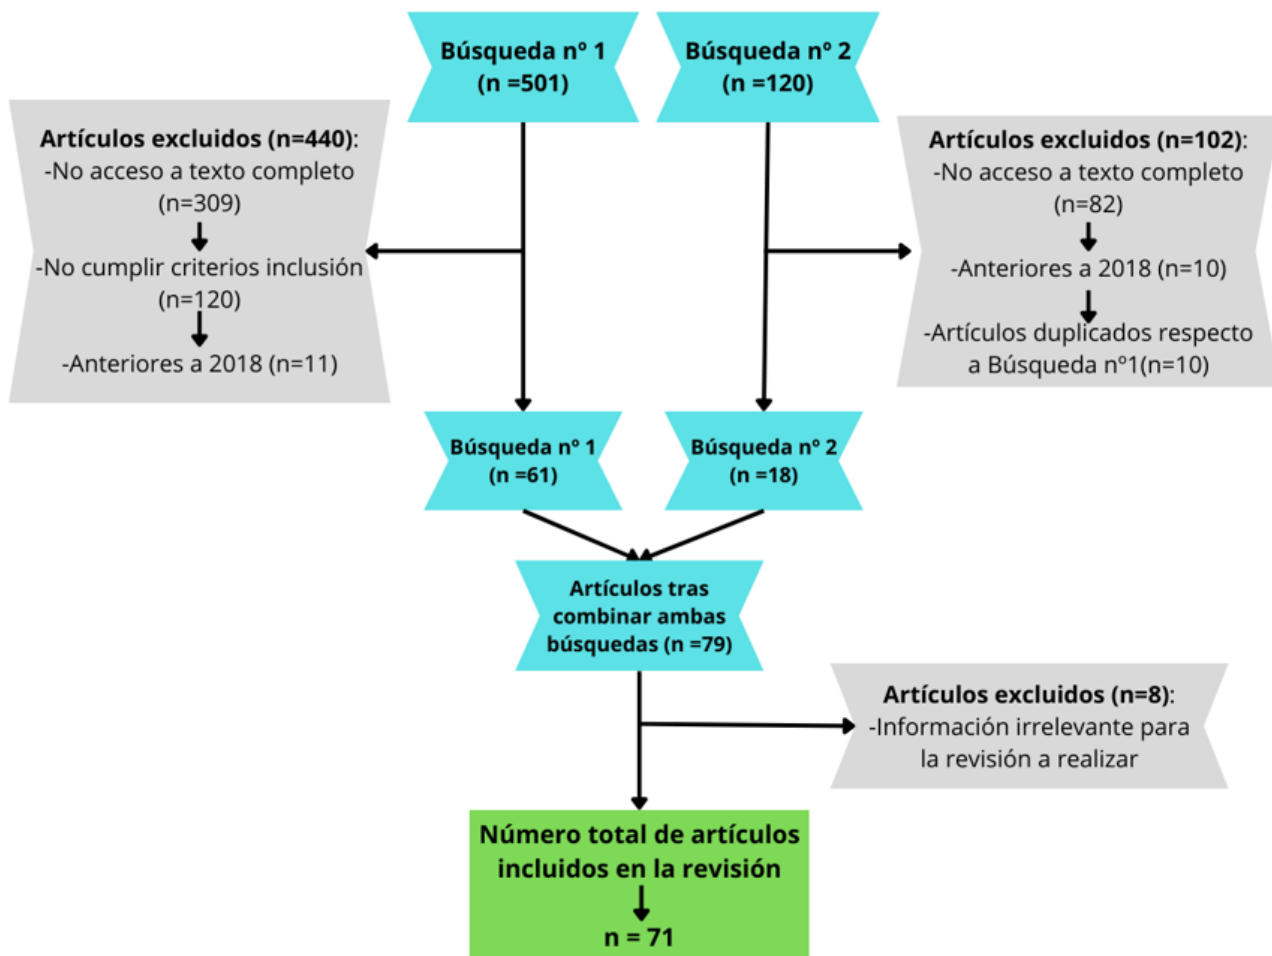 Búsqueda nº 1
(n =501)
Búsqueda nº 2
(n =120)
Artículos excluidos (n=440):
-No acceso a texto completo
(n=309)
-No cumplir criterios inclusión
(n=120)
-Anteriores a 2018 (n=11)
Artículos excluidos (n=102):
-No acceso a texto completo
(n=82)
-Anteriores a 2018 (n=10)
-Artículos duplicados respecto
a Búsqueda nº1(n=10)
Búsqueda nº 1
(n =61)
Búsqueda nº 2
(n =18)
Artículos tras
combinar ambas
búsquedas (n =79)
Artículos excluidos (n=8):
-Información irrelevante para
la revisión a realizar
Número total de artículos
incluidos en la revisión
n = 71